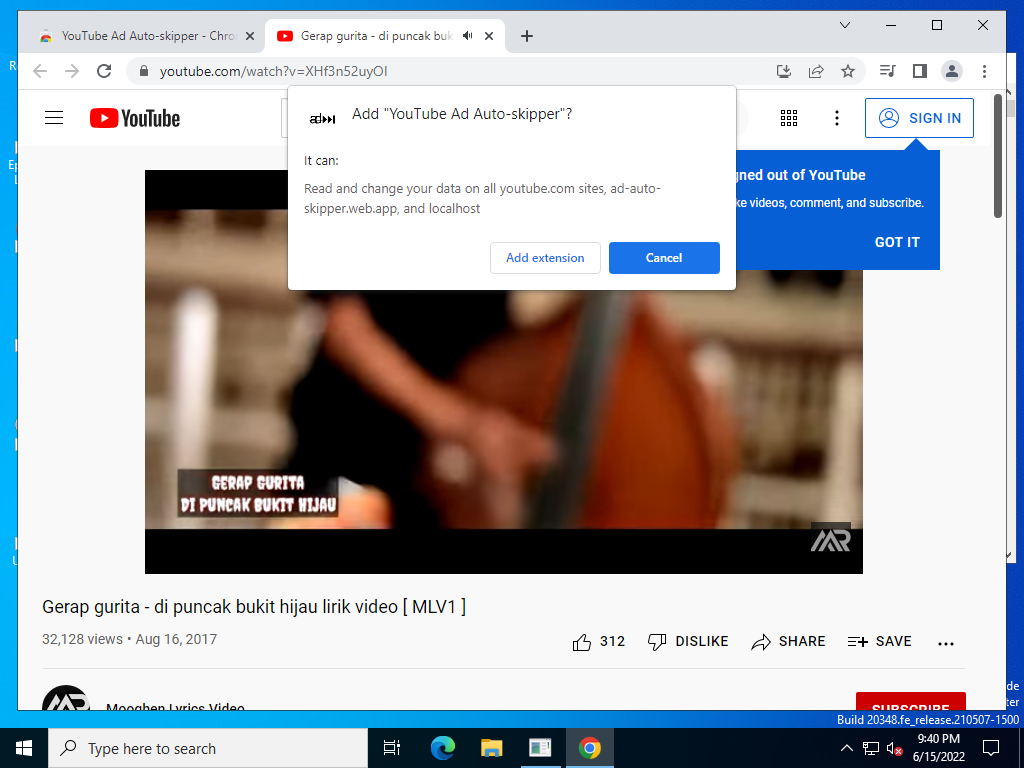 YouTube Ad Auto-skipper - Chro
Gerap gurita - di puncak buk
youtube.com/watch?v=XHf3n52uyOI
YouTube
SIGN IN
Add "YouTube Ad Auto-skipper"?
It can:
Read and change your data on all youtube.com sites, ad-auto-
skipper.web.app, and localhost
Add extension
Cancel
gned out of YouTube
ke videos, comment, and subscribe.
GOT IT
GERAP GURITA
DI PUNCAK BUKIT HIJAU
MR
Gerap gurita - di puncak bukit hijau lirik video [ MLV1 ]
32,128 views • Aug 16, 2017
312
DISLIKE
SHARE
SAVE
Mooghen Lyrics Video
SUBSCRIBE
Build 20348.fe_release.210507-1500
Type here to search
9:40 PM
6/15/2022